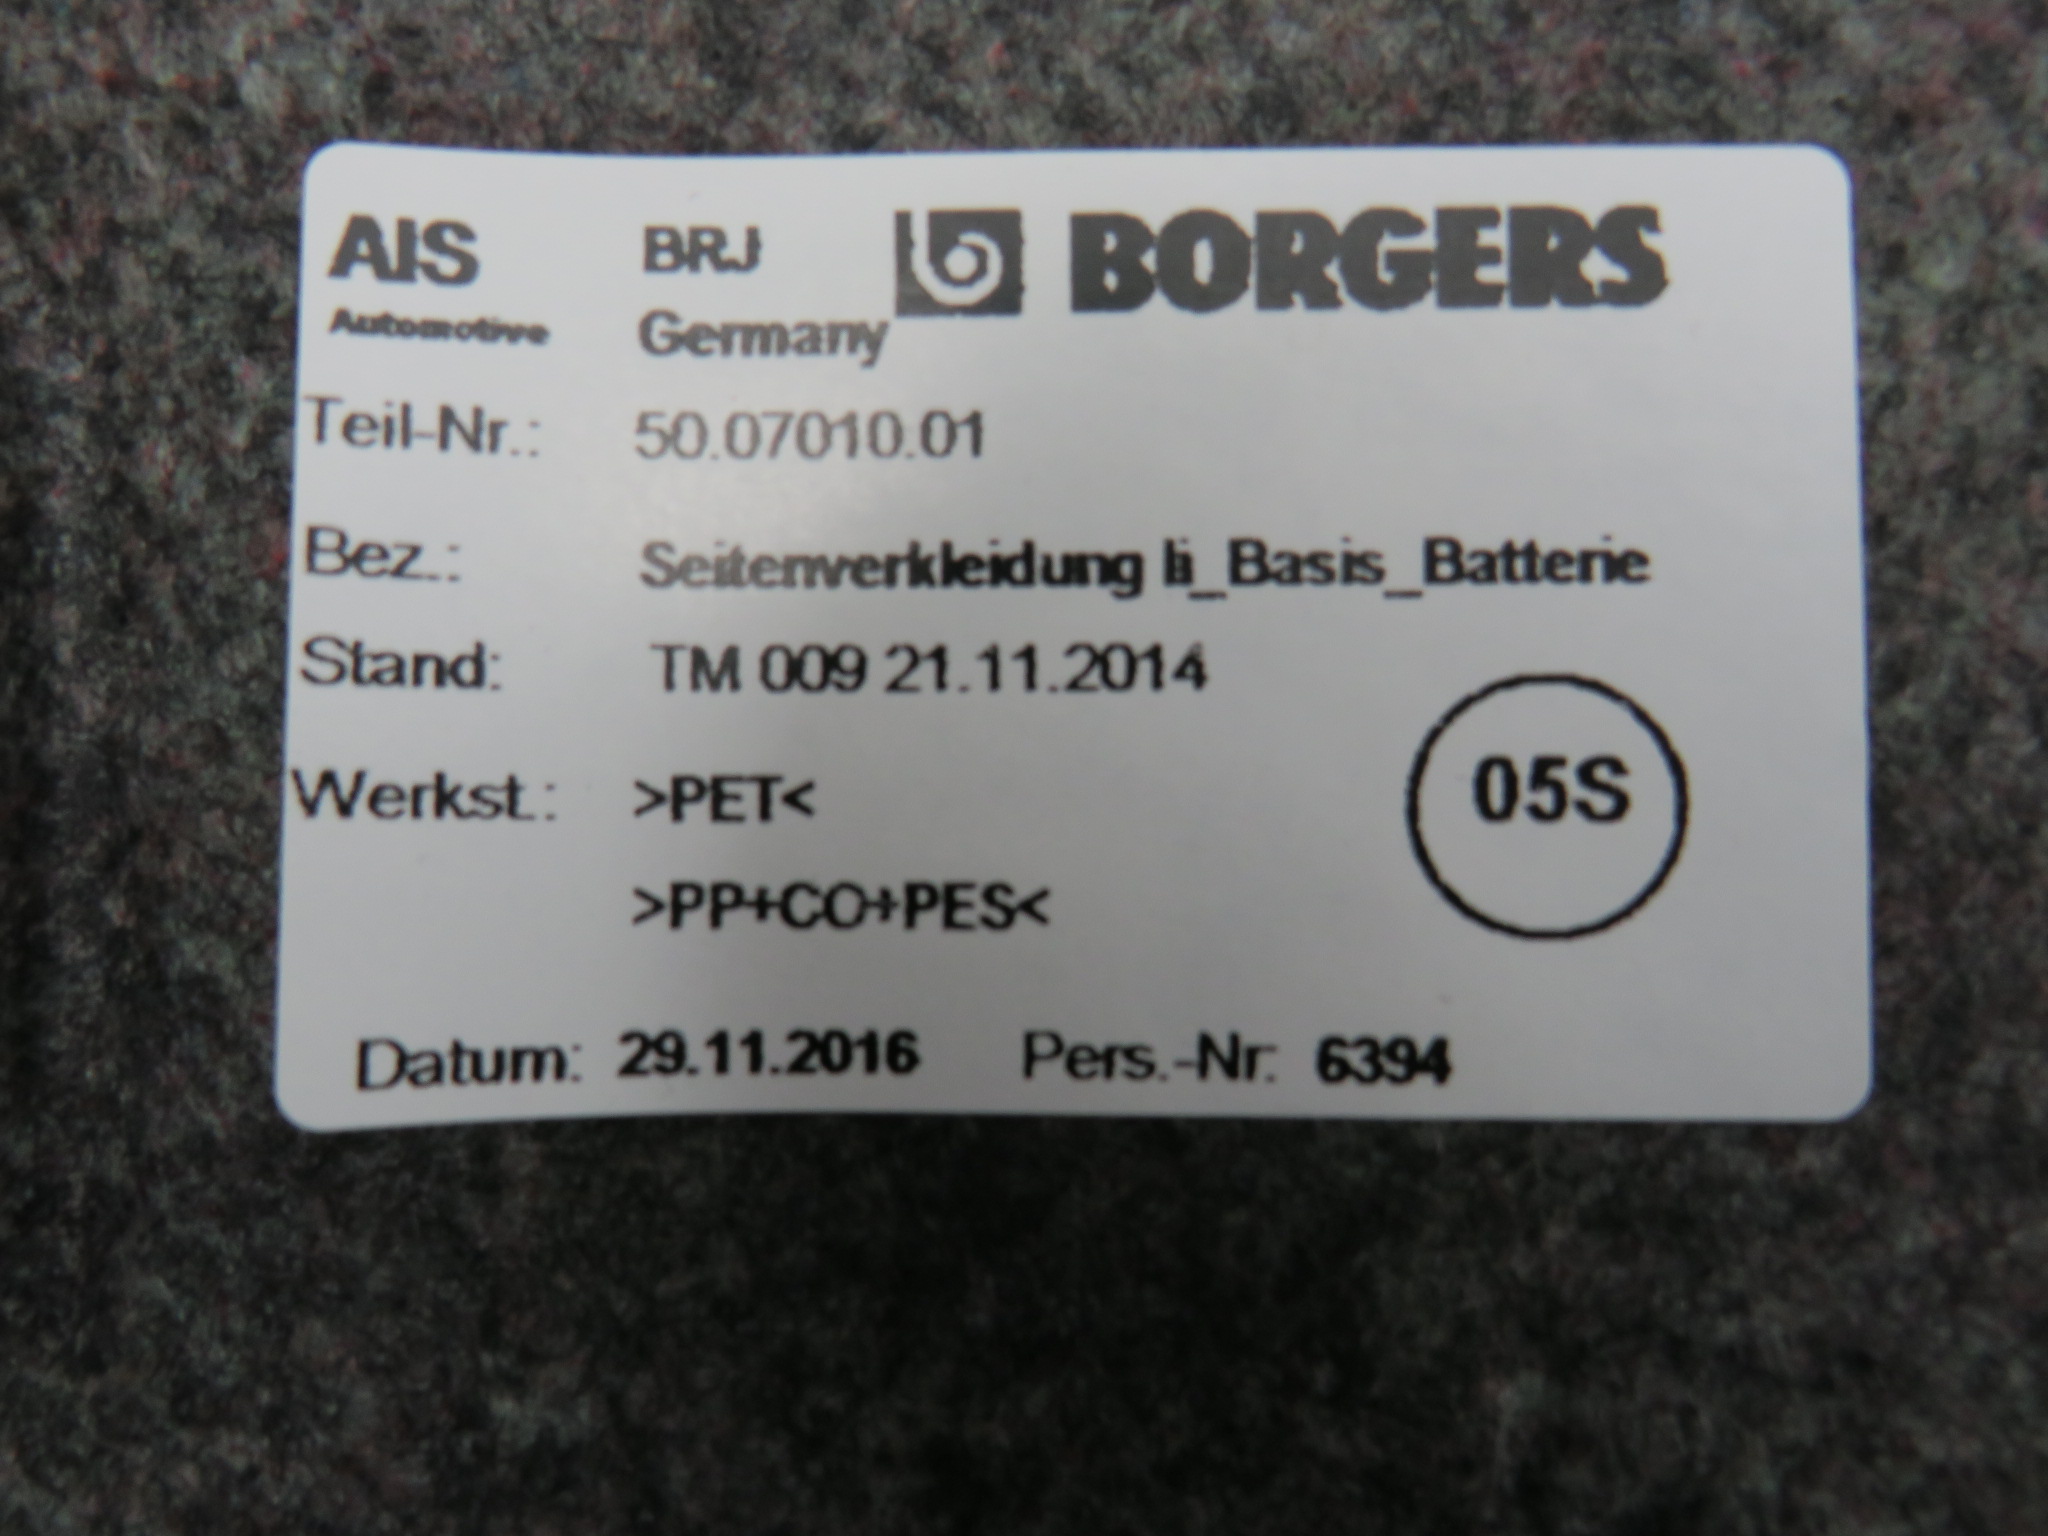 AIS BRJ BORGERS
Automotive Germany
Teil-Nr.: 50.07010.01
Bez.: Seitenverkleidung li_Basis_Batterie
Stand: TM 009 21.11.2014
Werkst.: >PET<
05S
>PP+CO+PES<
Datum: 29.11.2016 Pers.-Nr: 6394